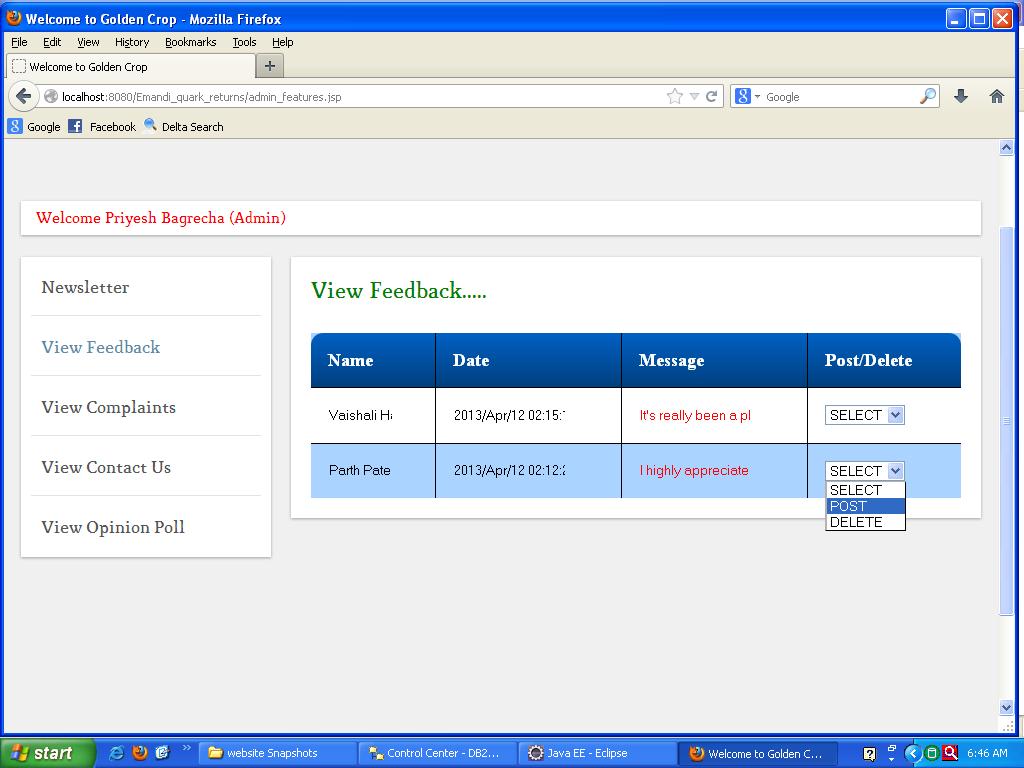 Welcome to Golden Crop - Mozilla Firefox
File Edit View History Bookmarks Tools Help
Welcome to Golden Crop
localhost:8080/Emandi_quark_returns/admin_features.jsp
Google
Google Facebook Delta Search
Welcome Priyesh Bagrecha (Admin)
Newsletter
View Feedback
View Complaints
View Contact Us
View Opinion Poll
View Feedback.....
Name Date Message Post/Delete
Vaishali 2013/Apr/12 02:15: It's really been a pl SELECT
Parth Pate 2013/Apr/12 02:12: I highly appreciate SELECT
SELECT
POST
DELETE
start website Snapshots Control Center - DB2... Java EE - Eclipse Welcome to Golden C... 6:46 AM